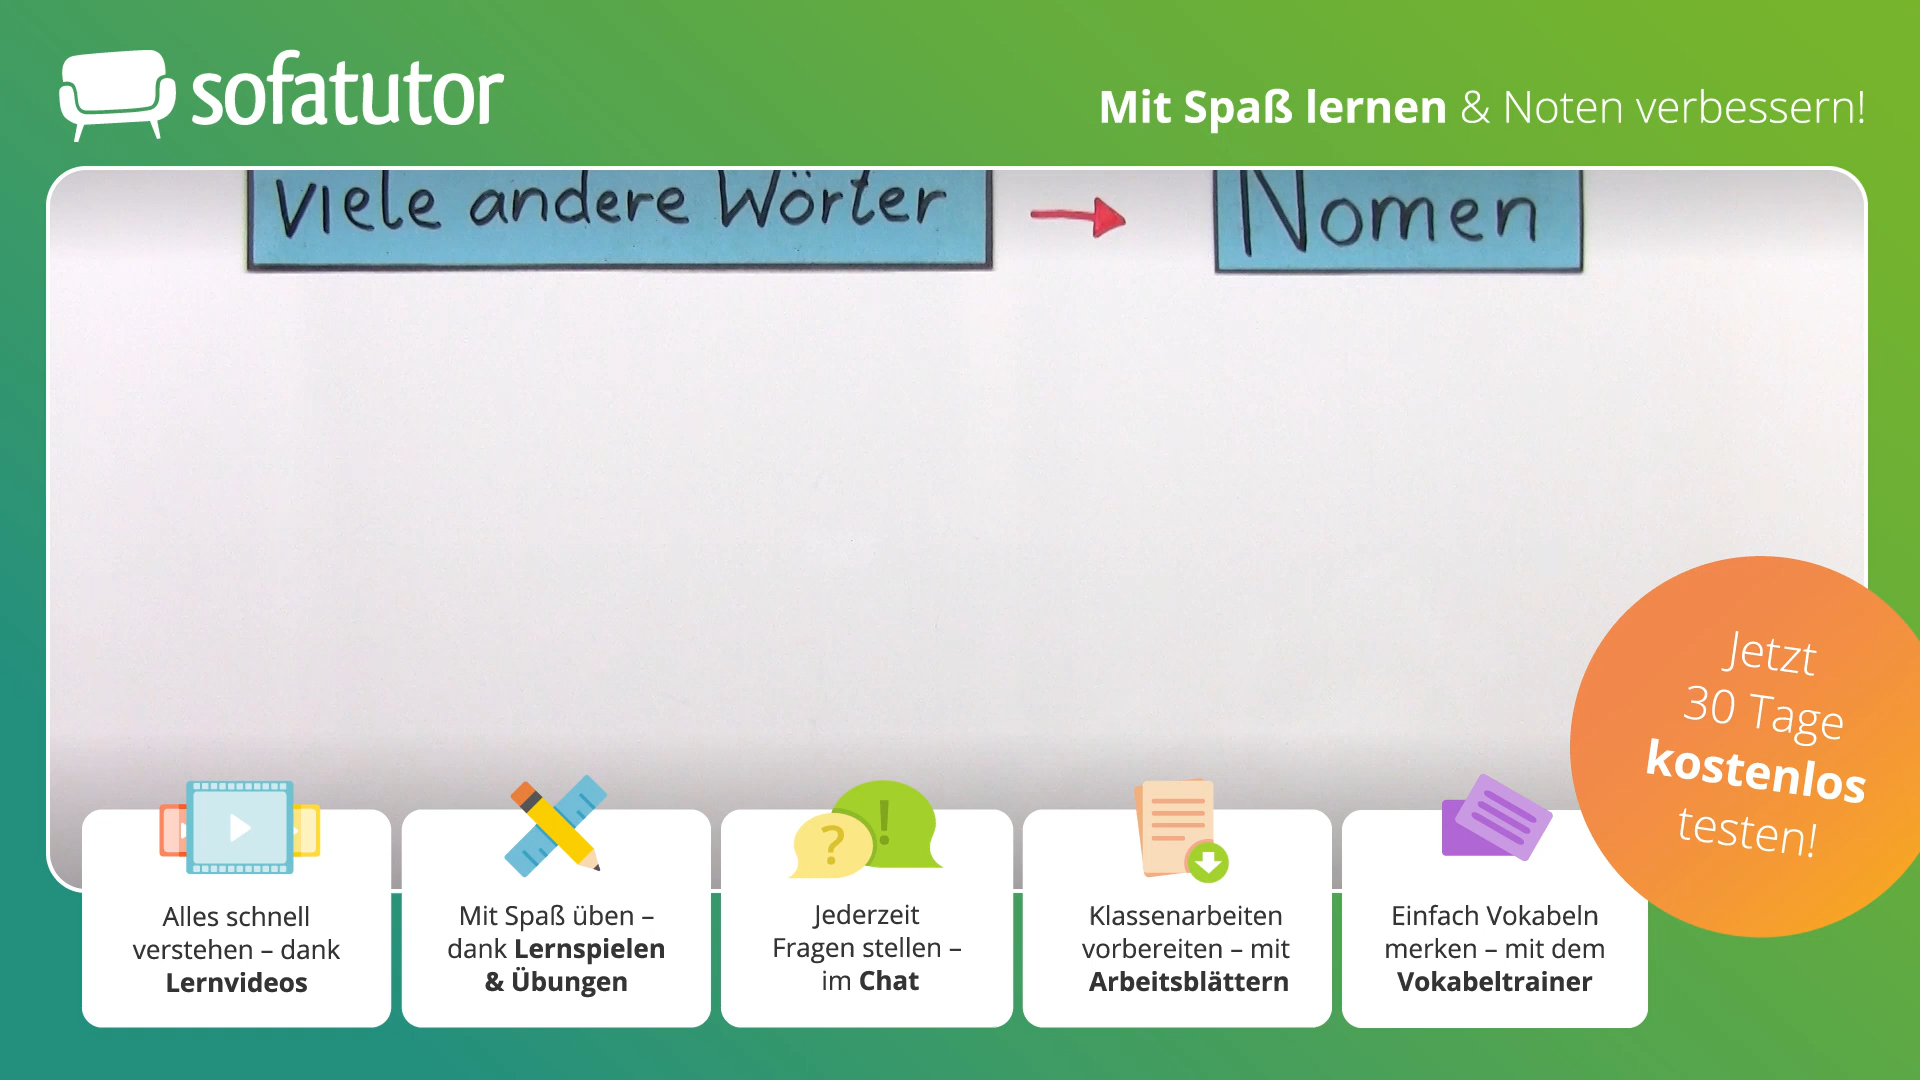 sofatutor
Mit Spaß lernen & Noten verbessern!
viele andere Wörter
Nomen
Jetzt
30 Tage
kostenlos
testen!
Alles schnell
verstehen – dank
Lernvideos
Mit Spaß üben –
dank Lernspielen
& Übungen
Jederzeit
Fragen stellen –
im Chat
Klassenarbeiten
vorbereiten – mit
Arbeitsblättern
Einfach Vokabeln
merken – mit dem
Vokabeltrainer